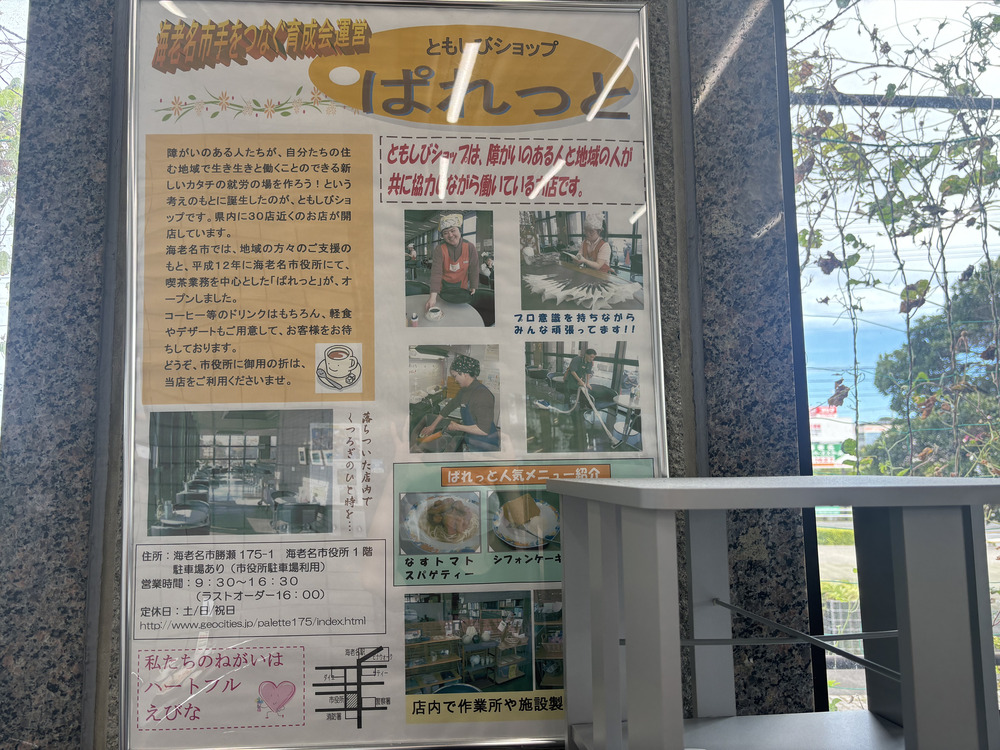 海老名市手をつなぐ育成会運営
ともしびショップ
ぱれっと
障がいのある人たちが、自分たちの住
む地域で生き生きと働くことのできる新
しいカタチの就労の場を作ろう！という
考えのもとに誕生したのが、ともしびショ
ップです。県内に30店近くのお店が開
店しています。
海老名市では、地域の方々のご支援の
もと、平成12年に海老名市役所にて、
喫茶業務を中心とした「ぱれっと」が、オ
ープンしました。
コーヒー等のドリンクはもちろん、軽食
やデザートもご用意して、お客様をお待
ちしております。
どうぞ、市役所に御用の折は、
当店をご利用くださいませ。
ともしびショップは、障がいのある人と地域の人が
共に協力しながら働いているお店です。
プロ意識を持ちながら
みんな頑張ってます！！
落ちついた店内で
くつろぎのひと時を…
ぱれっと人気メニュー紹介
なすトマト
スパゲティー
シフォンケーキ
住所：海老名市勝瀬175-1 海老名市役所1階
駐車場あり（市役所駐車場利用）
営業時間：9：30～16：30
（ラストオーダー16：00）
定休日：土/日/祝日
http://www.geocities.jp/palette175/index.html
私たちのねがいは
ハートフル
えびな
海老名駅
市役所
警察署
消防署
店内で作業所や施設製